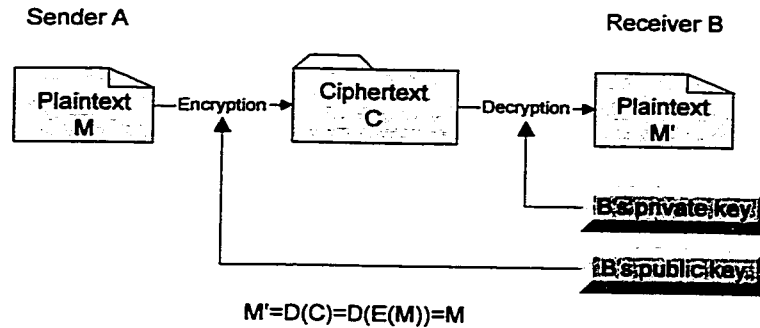 Sender A
Receiver B
Plaintext
M
Encryption
Ciphertext
C
Decryption
Plaintext
M'
B's private key
B's public key
M'=D(C)=D(E(M))=M